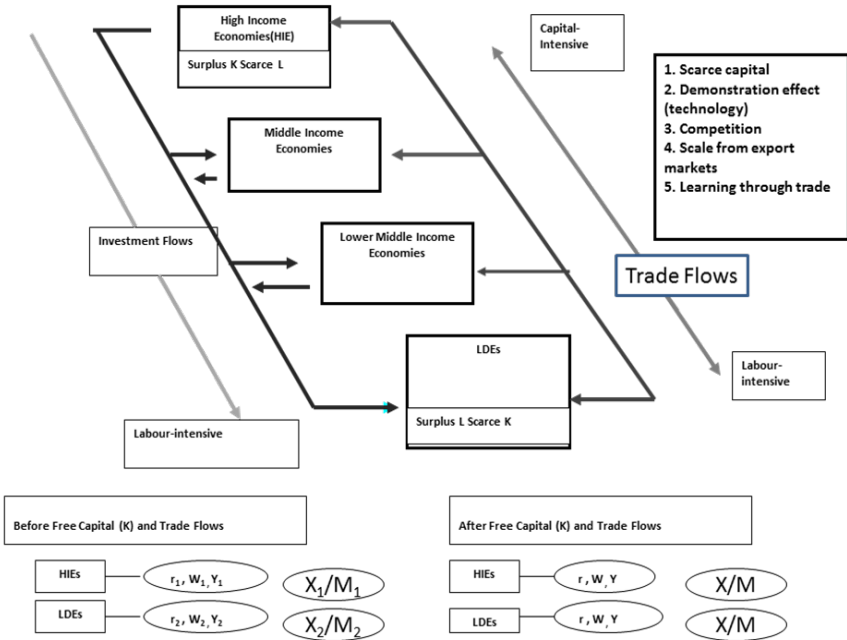 High Income
Economies(HIE)
Surplus K Scarce L
Capital-
Intensive
1. Scarce capital
2. Demonstration effect
(technology)
3. Competition
4. Scale from export
markets
5. Learning through trade
Middle Income
Economies
Investment Flows
Lower Middle Income
Economies
Trade Flows
LDEs
Surplus L Scarce K
Labour-
intensive
Labour-intensive
Before Free Capital (K) and Trade Flows
HIEs
r₁ , W₁, Y₁
X₁/M₁
LDEs
r₂ , W₂, Y₂
X₂/M₂
After Free Capital (K) and Trade Flows
HIEs
r , W, Y
X/M
LDEs
r , W, Y
X/M